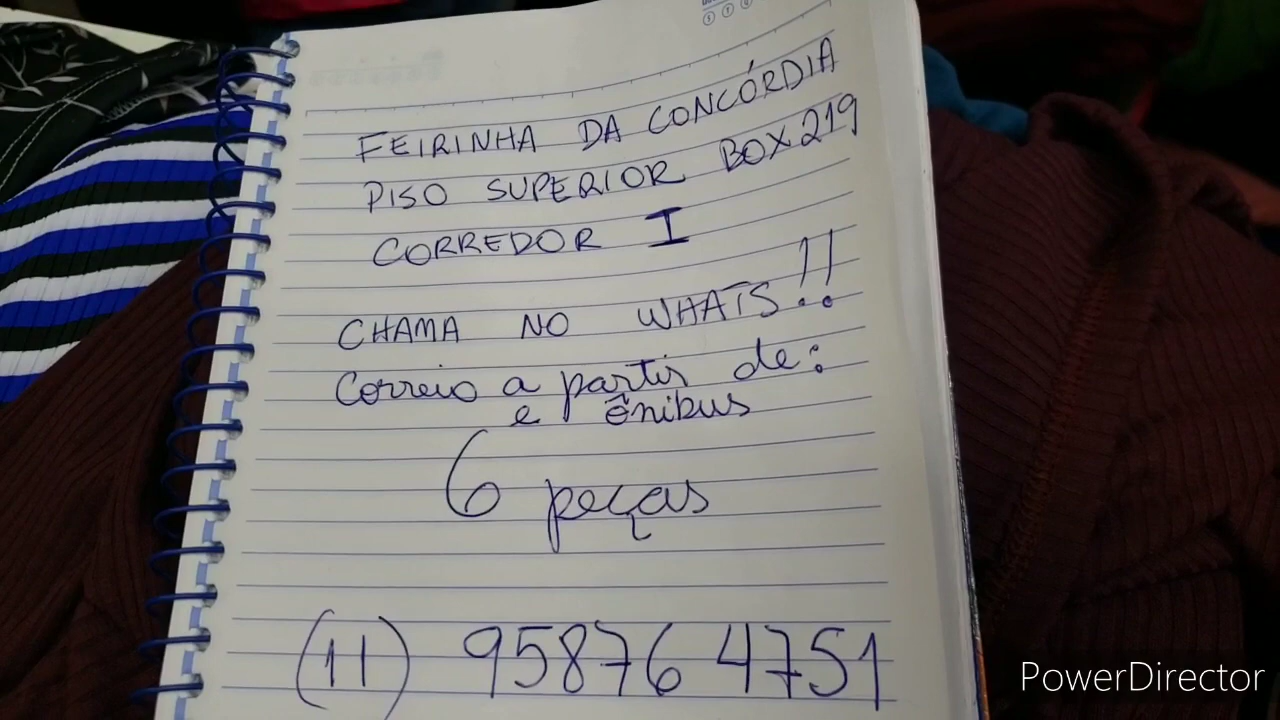 FEIRINHA DA CONCÓRDIA
PISO SUPERIOR BOX 219
CORREDOR I
CHAMA NO WHATS!!
Correio a partir de:
e ônibus
6 peças
(11) 95876 4751
PowerDirector